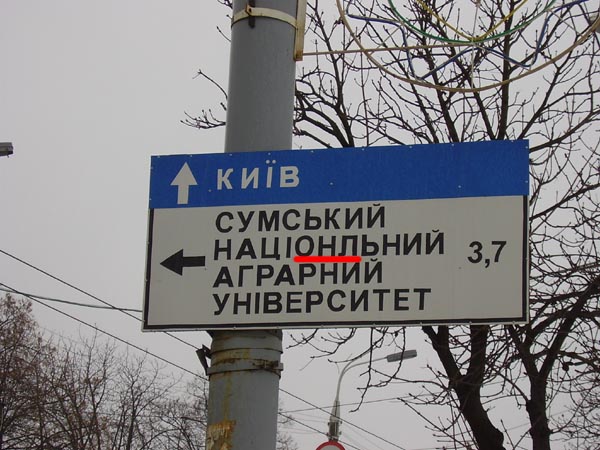 КИЇВ
СУМСЬКИЙ
НАЦІОНЛЬНИЙ
АГРАРНИЙ
УНІВЕРСИТЕТ
3,7